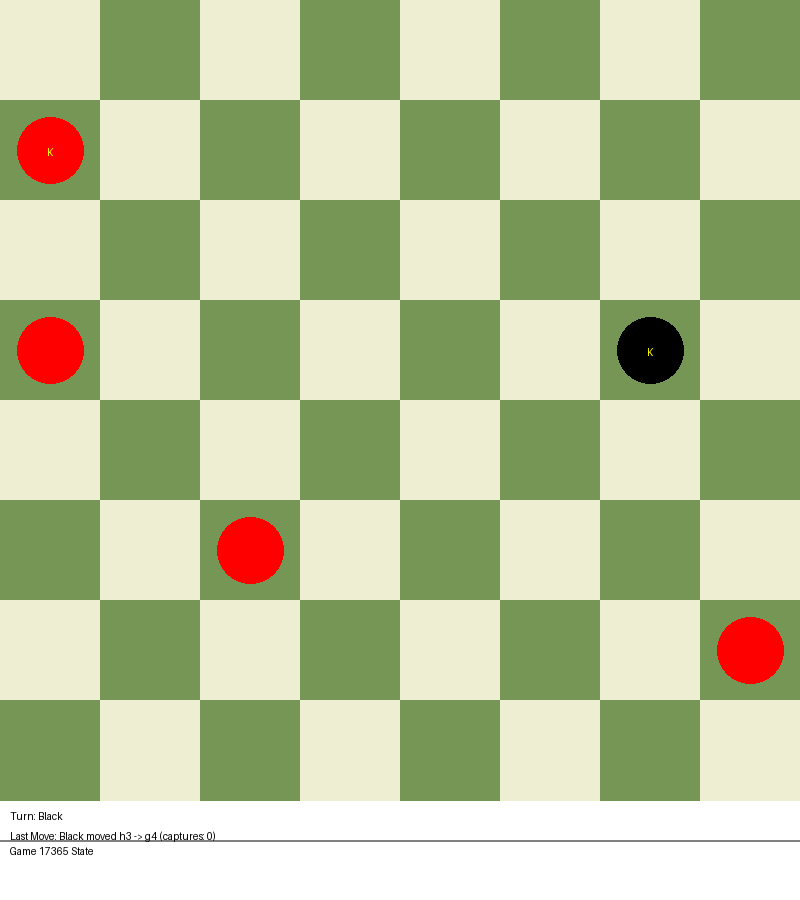 K
K
Turn: Black
Last Move: Black moved h3 -> g4 (captures: 0)
Game 17365 State